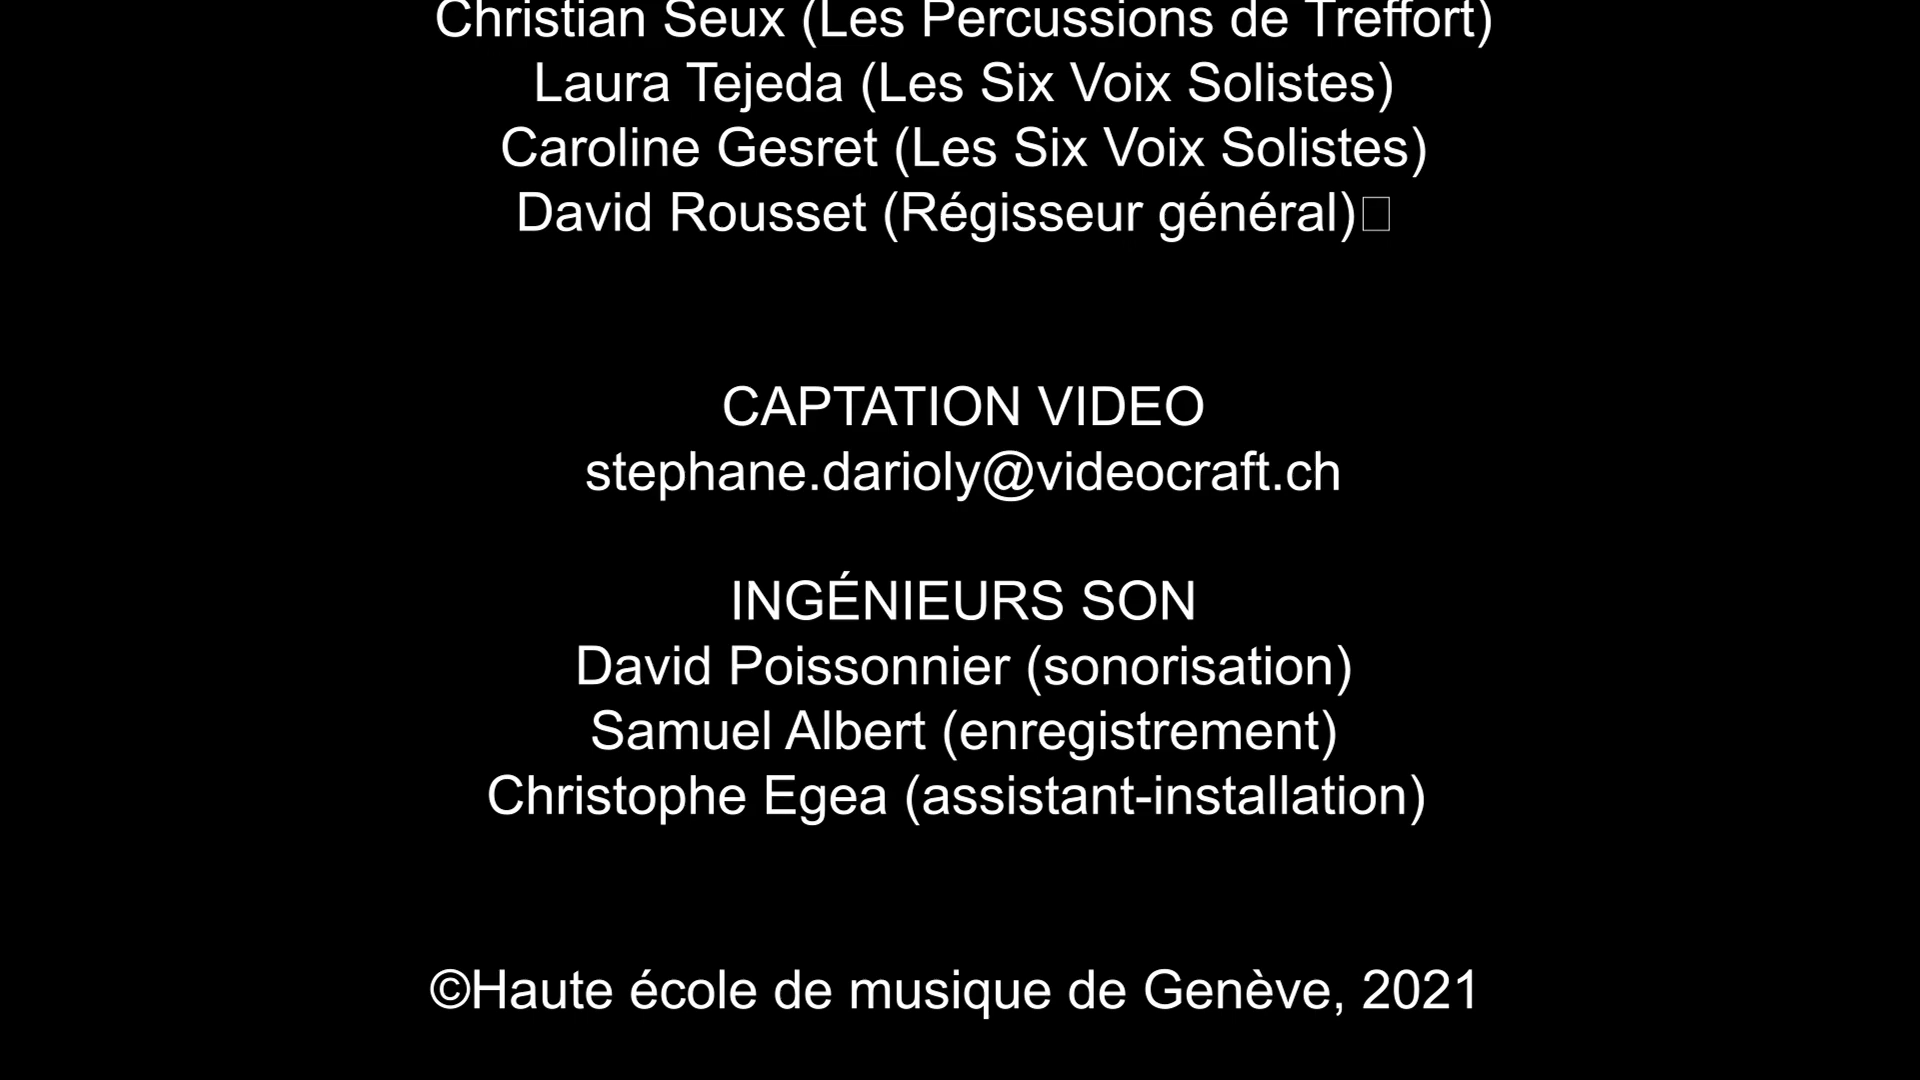 Christian Seux (Les Percussions de Treffort)
Laura Tejeda (Les Six Voix Solistes)
Caroline Gesret (Les Six Voix Solistes)
David Rousset (Régisseur général)
CAPTATION VIDEO
stephane.darioly@videocraft.ch
INGÉNIEURS SON
David Poissonnier (sonorisation)
Samuel Albert (enregistrement)
Christophe Egea (assistant-installation)
©Haute école de musique de Genève, 2021